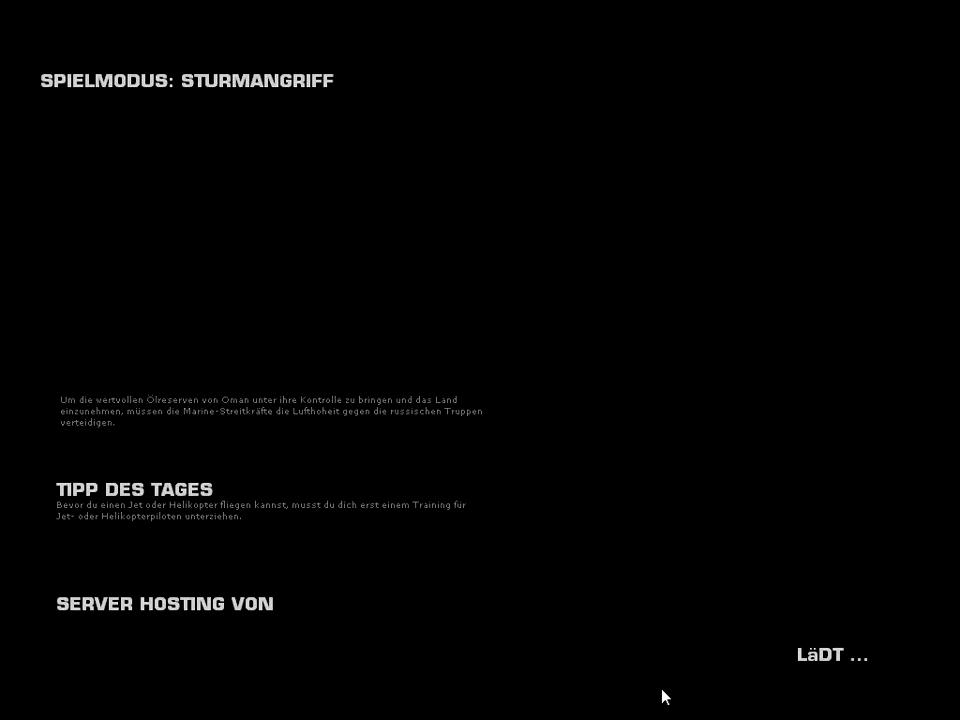 SPIELMODUS: STURMANGRIFF
Um die wertvollen Ölreserven von Oman unter ihre Kontrolle zu bringen und das Land
einzunehmen, müssen die Marine-Streitkräfte die Lufthoheit gegen die russischen Truppen
verteidigen.
TIPP DES TAGES
Bevor du einen Jet oder Helikopter fliegen kannst, musst du dich erst einem Training für
Jet- oder Helikopterpiloten unterziehen.
SERVER HOSTING VON
LäDT ...